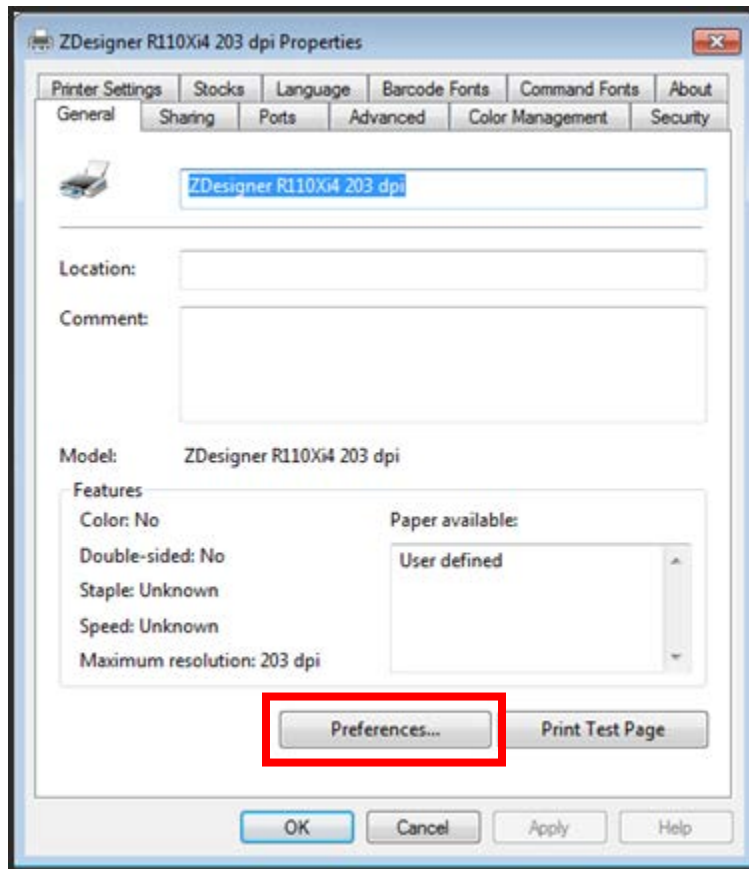 ZDesigner R110Xi4 203 dpi Properties
Printer Settings Stocks Language Barcode Fonts Command Fonts About
General Sharing Ports Advanced Color Management Security
ZDesigner R110Xi4 203 dpi
Location:
Comment:
Model: ZDesigner R110Xi4 203 dpi
Features
Color: No Paper available:
Double-sided: No User defined
Staple: Unknown
Speed: Unknown
Maximum resolution: 203 dpi
Preferences... Print Test Page
OK Cancel Apply Help